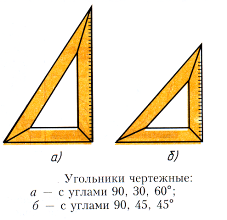 а) б)
Угольники чертежные:
а — с углами 90, 30, 60°;
б — с углами 90, 45, 45°